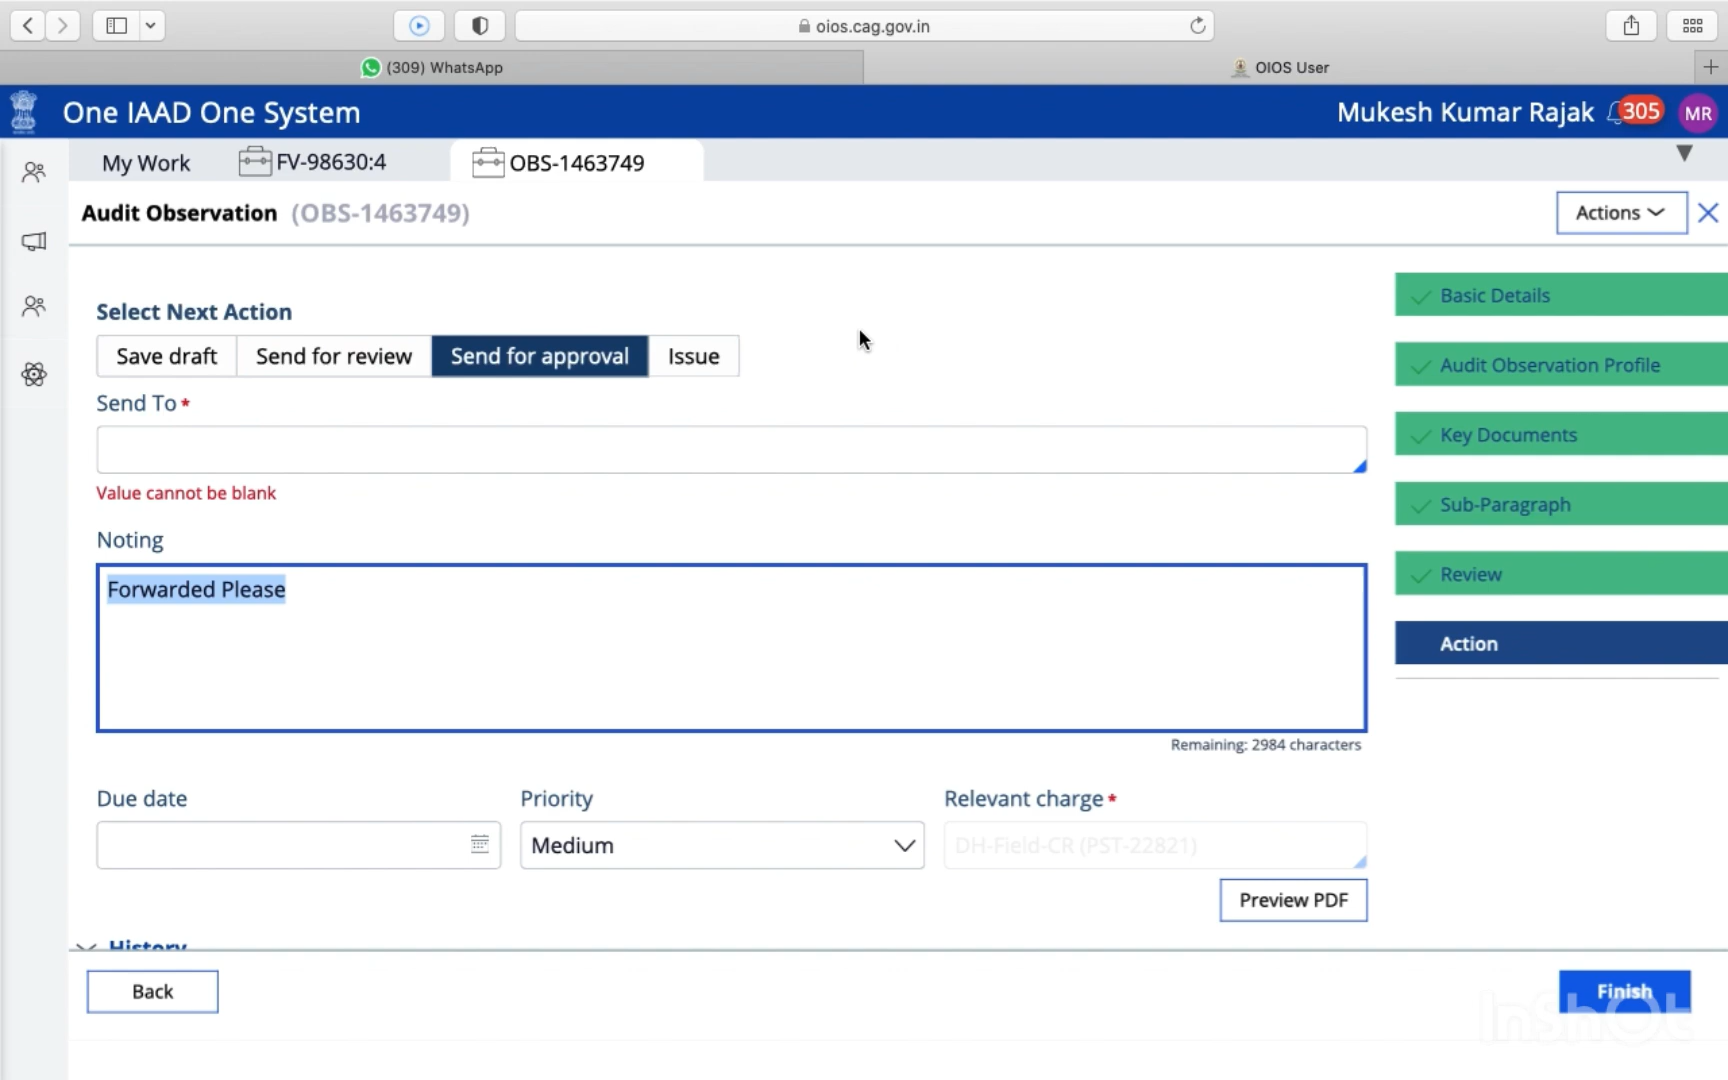 oios.cag.gov.in
(309) WhatsApp
OIOS User
One IAAD One System
Mukesh Kumar Rajak
305
MR
My Work
FV-98630:4
OBS-1463749
Audit Observation (OBS-1463749)
Actions
Select Next Action
Save draft
Send for review
Send for approval
Issue
Send To *
Value cannot be blank
Noting
Forwarded Please
Remaining: 2984 characters
Due date
Priority
Relevant charge *
Medium
DH-Field-CR (PST-22821)
Preview PDF
History
Back
Finish
Basic Details
Audit Observation Profile
Key Documents
Sub-Paragraph
Review
Action
InShOt